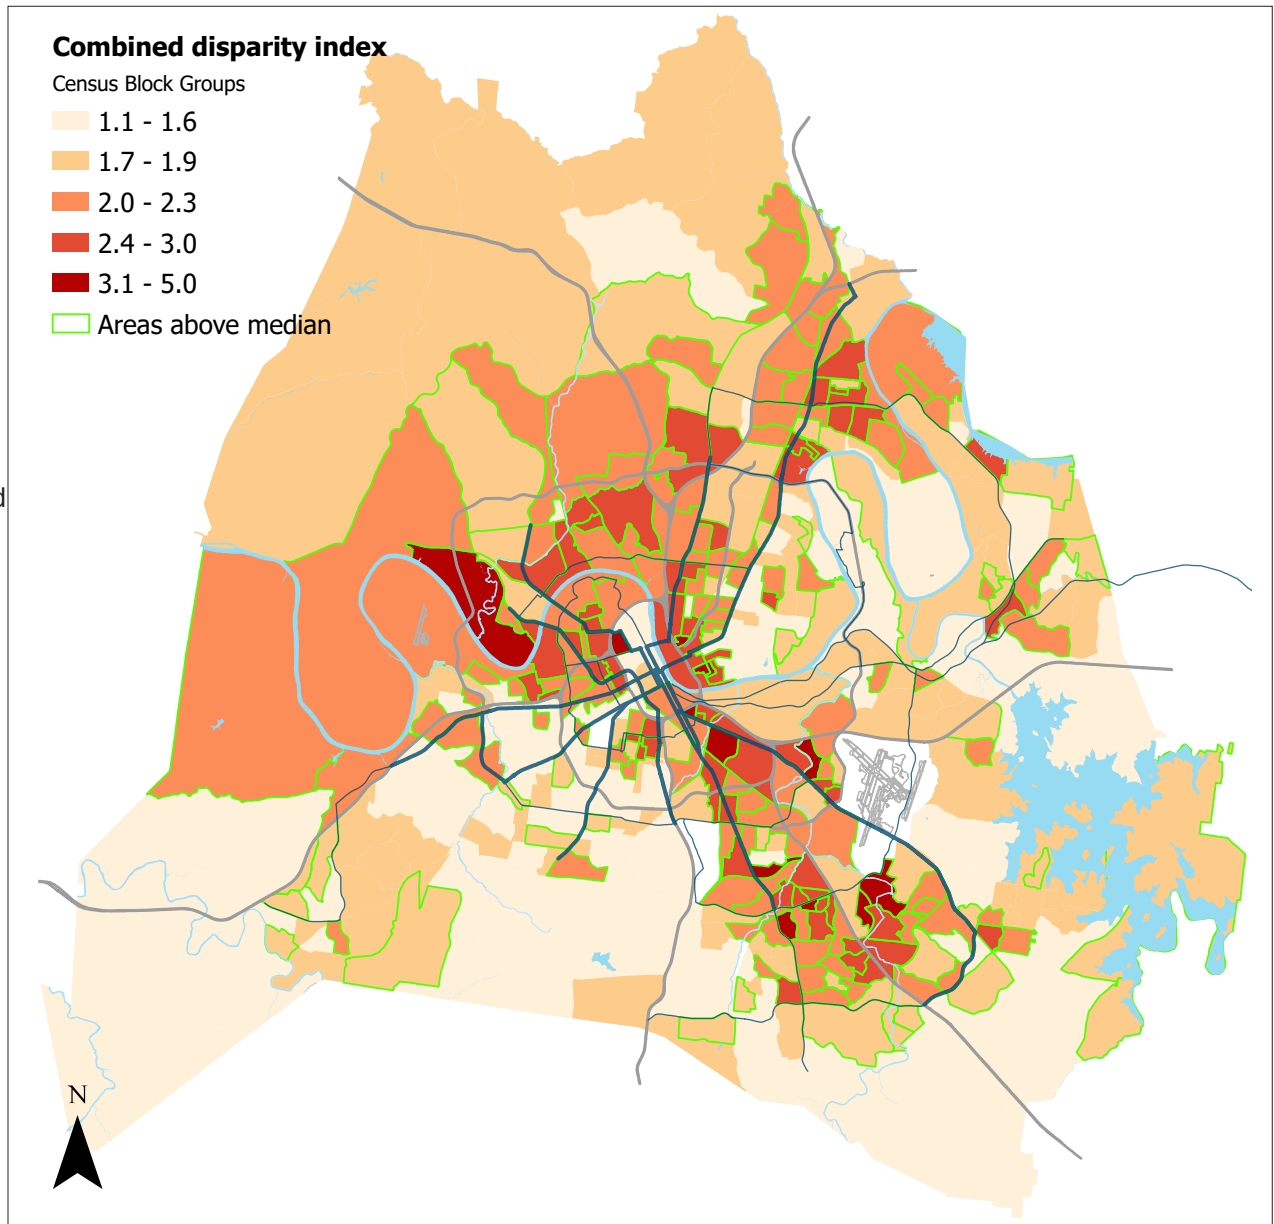 Combined disparity index
Census Block Groups
1.1 - 1.6
1.7 - 1.9
2.0 - 2.3
2.4 - 3.0
3.1 - 5.0
Areas above median
d
N